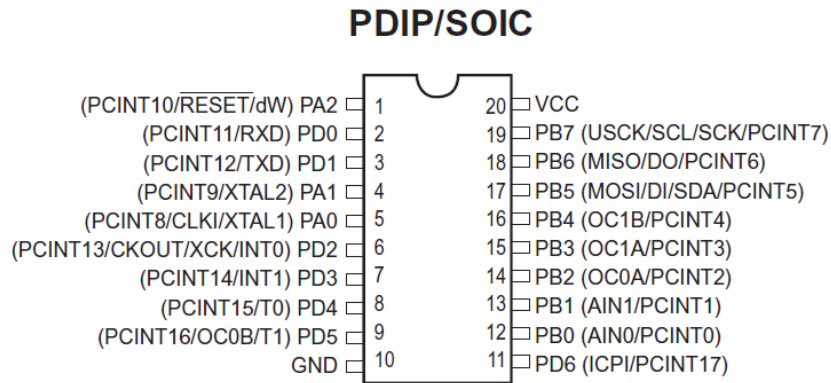 PDIP/SOIC
(PCINT10/RESET/dW) PA2 1 20 VCC
(PCINT11/RXD) PD0 2 19 PB7 (USCK/SCL/SCK/PCINT7)
(PCINT12/TXD) PD1 3 18 PB6 (MISO/DO/PCINT6)
(PCINT9/XTAL2) PA1 4 17 PB5 (MOSI/DI/SDA/PCINT5)
(PCINT8/CLKI/XTAL1) PA0 5 16 PB4 (OC1B/PCINT4)
(PCINT13/CKOUT/XCK/INT0) PD2 6 15 PB3 (OC1A/PCINT3)
(PCINT14/INT1) PD3 7 14 PB2 (OC0A/PCINT2)
(PCINT15/T0) PD4 8 13 PB1 (AIN1/PCINT1)
(PCINT16/OC0B/T1) PD5 9 12 PB0 (AIN0/PCINT0)
GND 10 11 PD6 (ICPI/PCINT17)